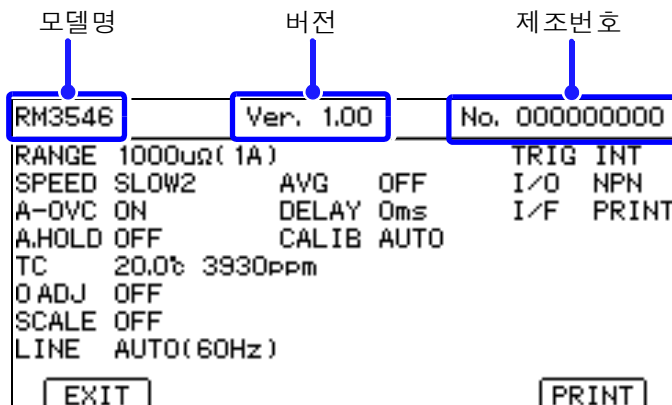 모델명 버전 제조번호
RM3546 Ver. 1.00 No. 000000000
RANGE 1000uΩ( 1A) TRIG INT
SPEED SLOW2 AVG OFF I/O NPN
A-OVC ON DELAY 0ms I/F PRINT
A.HOLD OFF CALIB AUTO
TC 20.0℃ 3930ppm
0 ADJ OFF
SCALE OFF
LINE AUTO(60Hz)
EXIT PRINT